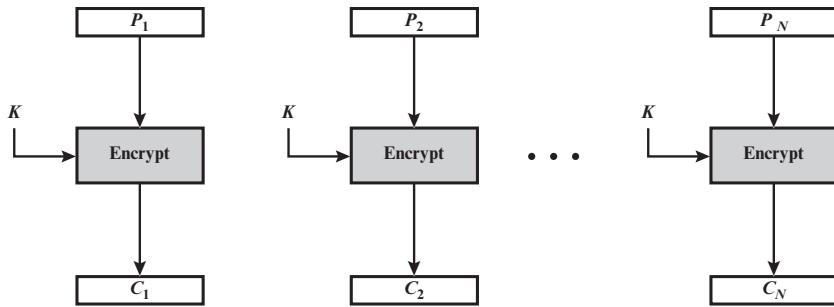 P1 P2 PN
K K K
Encrypt Encrypt • • • Encrypt
C1 C2 CN